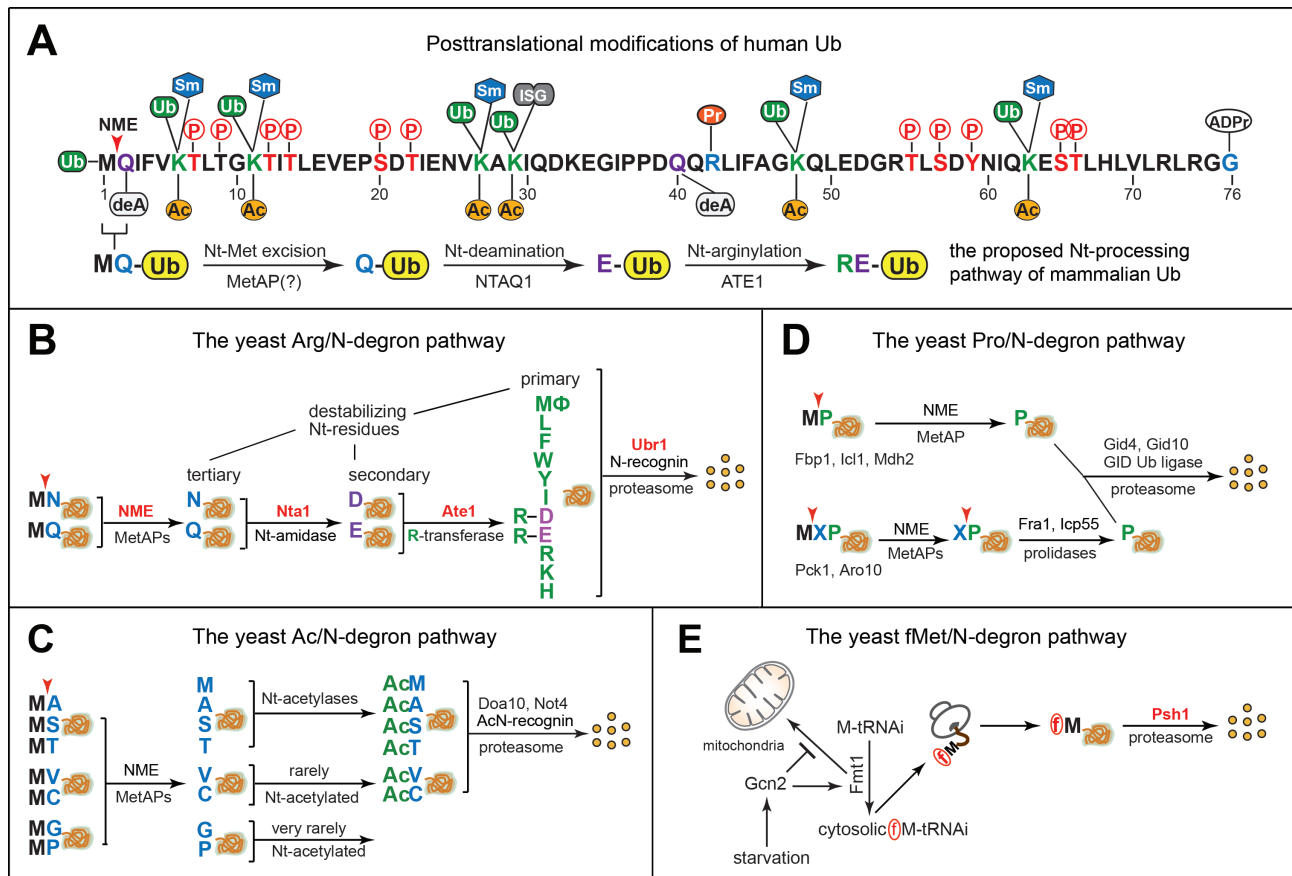 A
Posttranslational modifications of human Ub
Sm Sm Sm ISG Sm Sm
Ub Ub Ub Ub Pr Ub Ub ADPr
NME P P P P P P P P P P P
Ub MQIFVKTLTGKTITLEVEPSDTIENVKAKIQDKEGIPPDQQRLIFAGKQLEDGRTLSDYNIQKESTLHLVLRLRGG
1 10 20 30 40 50 60 70 76
deA Ac Ac Ac Ac deA Ac Ac
MQ-Ub Nt-Met excision Q-Ub Nt-deamination E-Ub Nt-arginylation RE-Ub
MetAP(?) NTAQ1 ATE1
the proposed Nt-processing
pathway of mammalian Ub
B
The yeast Arg/N-degron pathway
primary
destabilizing
Nt-residues
tertiary
secondary
MN
MQ
NME
MetAPs
N
Q
Nta1
Nt-amidase
D
E
Ate1
R-transferase
MΦ
L
F
W
Y
I
R-D
R-E
R
K
H
Ubr1
N-recognin
proteasome
D
The yeast Pro/N-degron pathway
MP
NME
MetAP
P
Fbp1, Icl1, Mdh2
Gid4, Gid10
GID Ub ligase
proteasome
MXP
NME
MetAPs
XP
Fra1, Icp55
prolidases
P
Pck1, Aro10
C
The yeast Ac/N-degron pathway
MA
MS
MT
MV
MC
MG
MP
NME
MetAPs
M
A
S
T
Nt-acetylases
V
C
rarely
Nt-acetylated
G
P
very rarely
Nt-acetylated
AcM
AcA
AcS
AcT
AcV
AcC
Doa10, Not4
AcN-recognin
proteasome
E
The yeast fMet/N-degron pathway
mitochondria
M-tRNAi
Gcn2
Fmt1
cytosolic fM-tRNAi
starvation
fM
fM
Psh1
proteasome